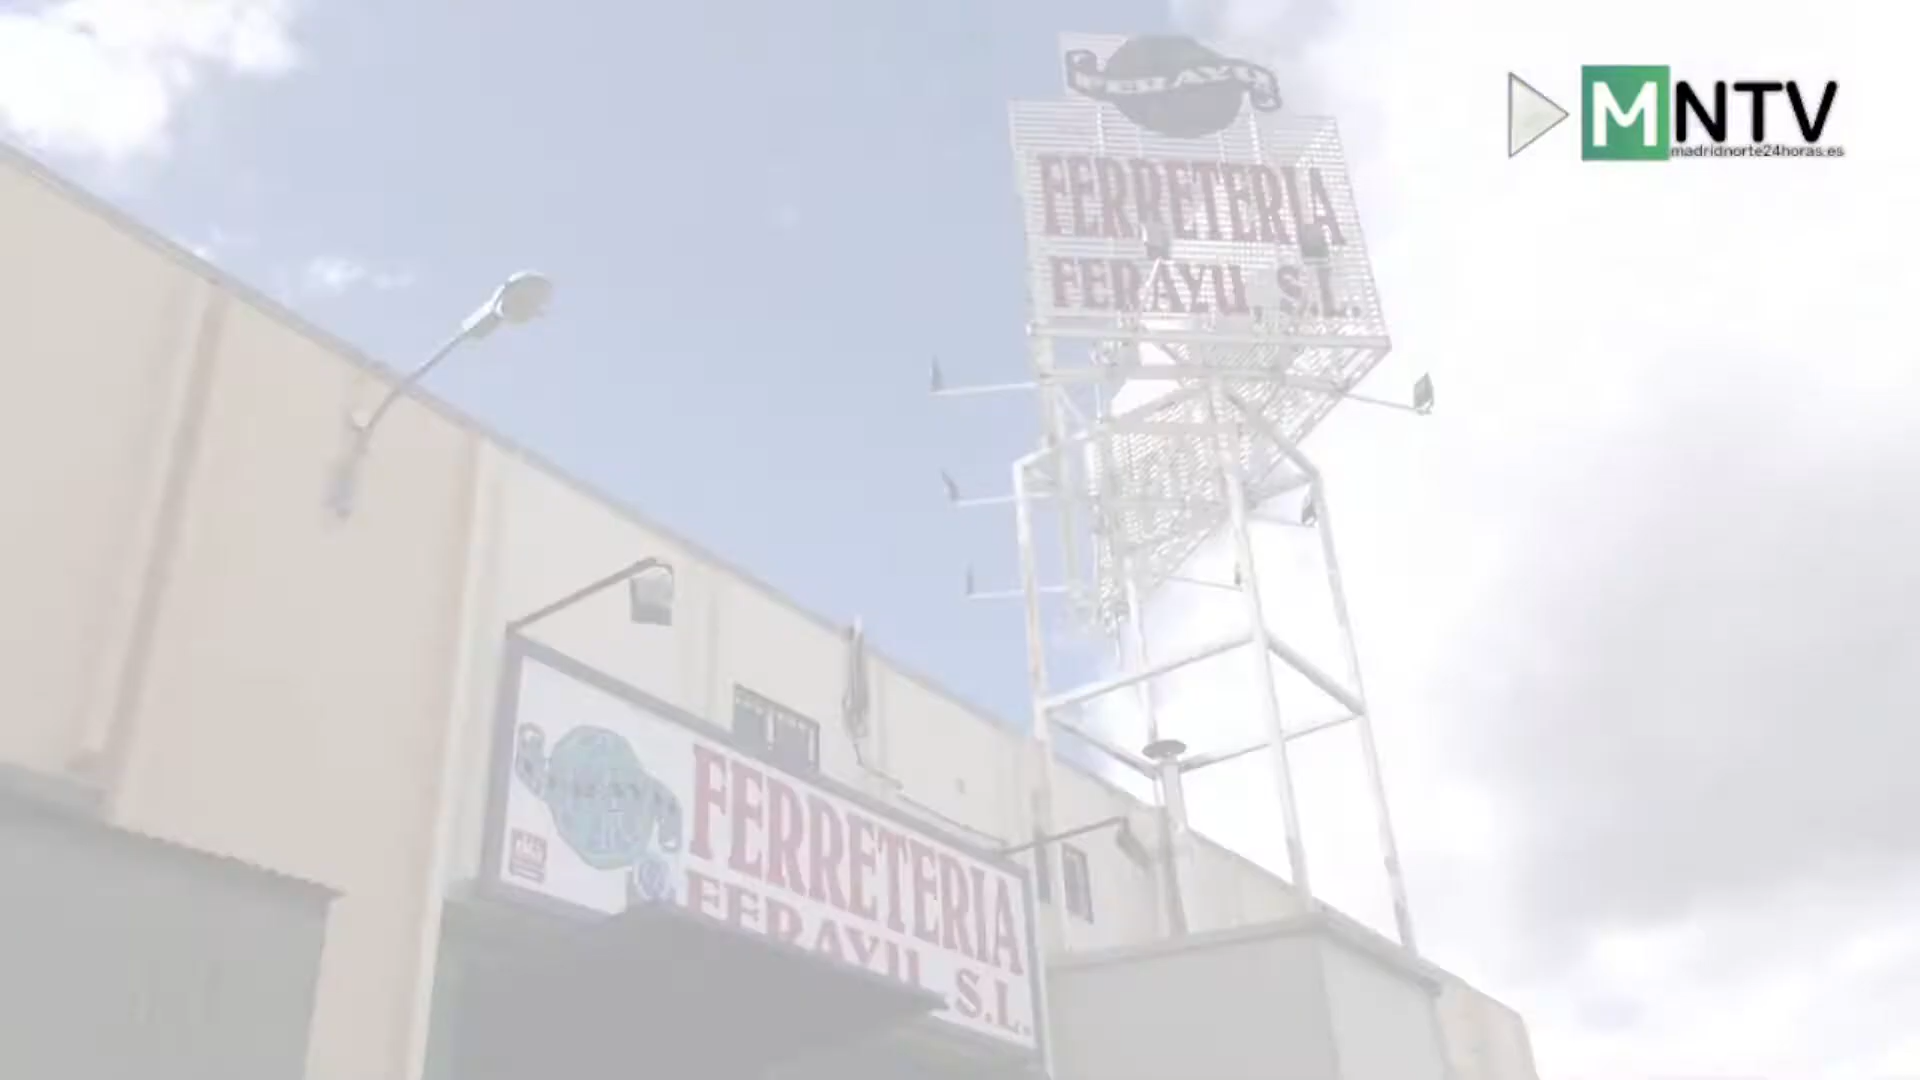 FERAYU
FERRETERIA
FERAYU, S.L.
MNTV
madridnorte24horas.es
FERRETERIA
FERAYU, S.L.